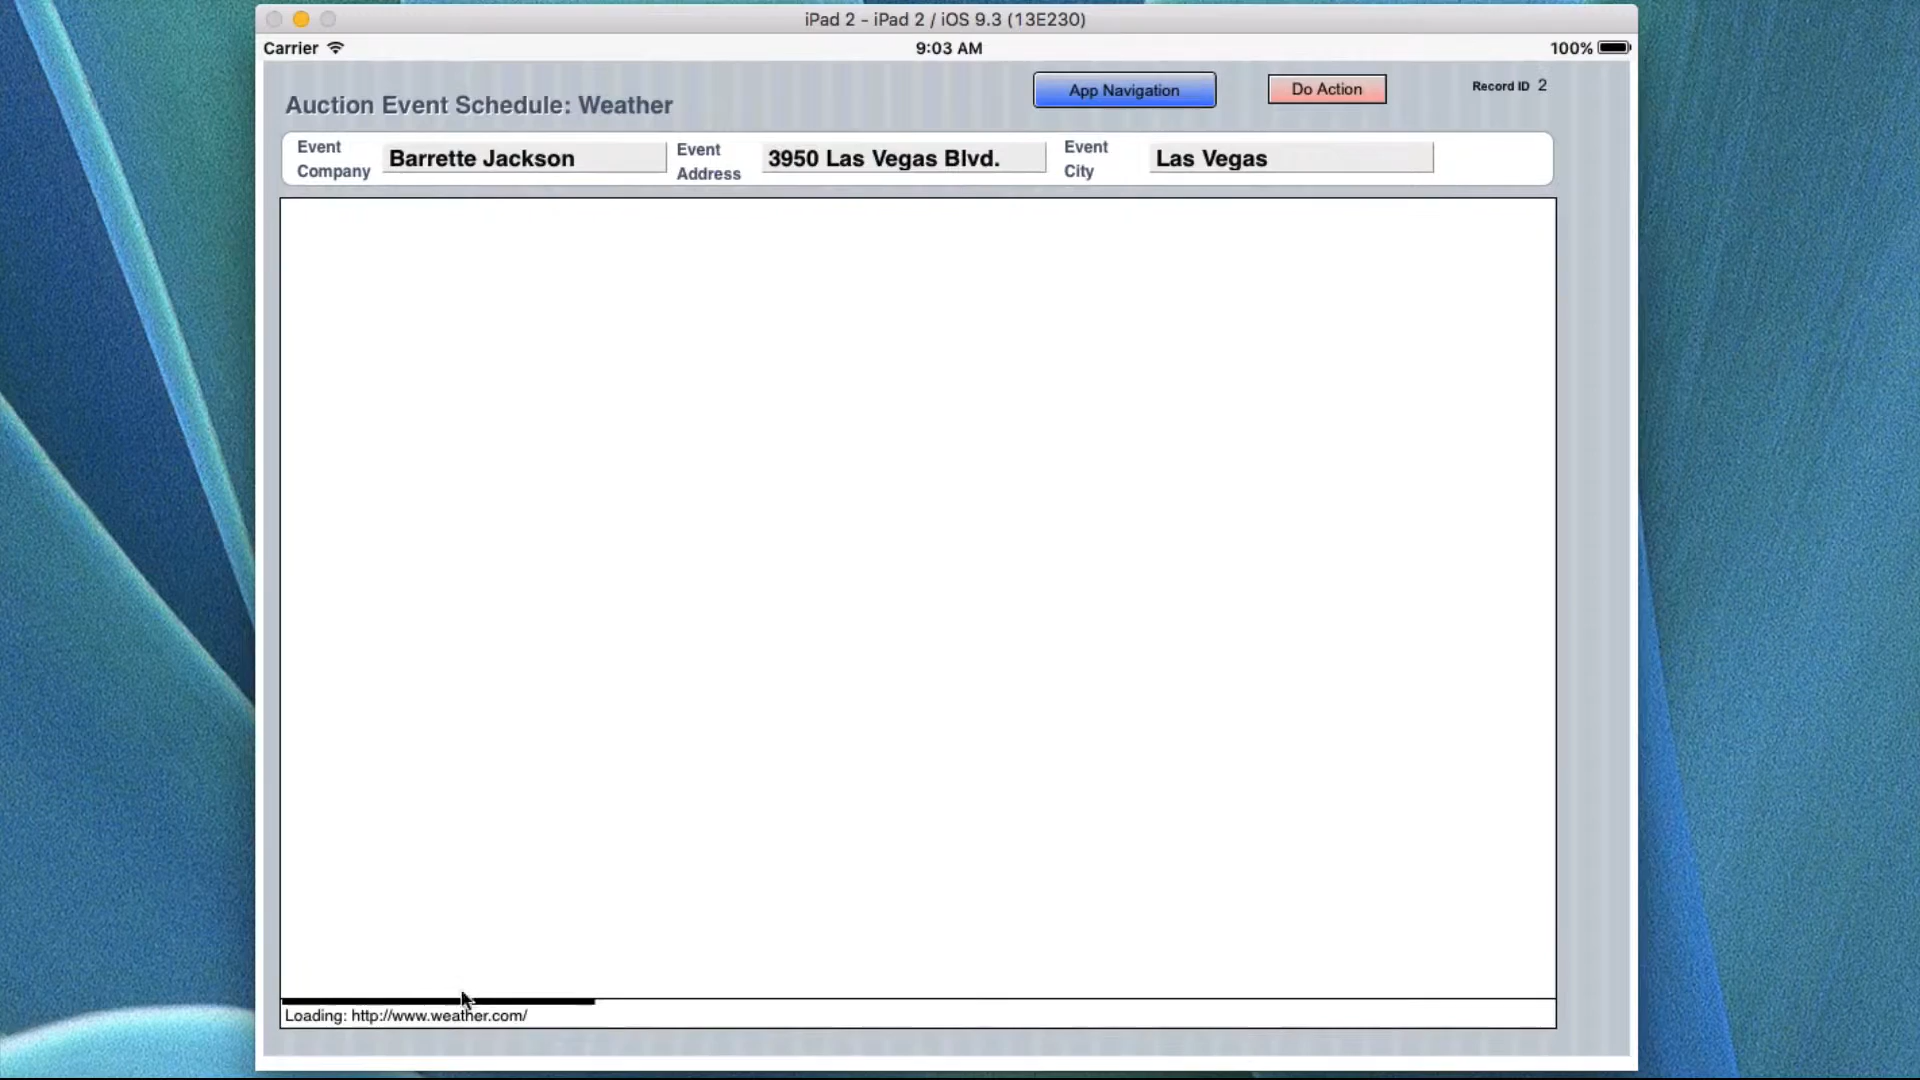 iPad 2 - iPad 2 / iOS 9.3 (13E230)
Carrier 9:03 AM 100%
App Navigation Do Action Record ID 2
Auction Event Schedule: Weather
Event Company Barrette Jackson Event Address 3950 Las Vegas Blvd. Event City Las Vegas
Loading: http://www.weather.com/